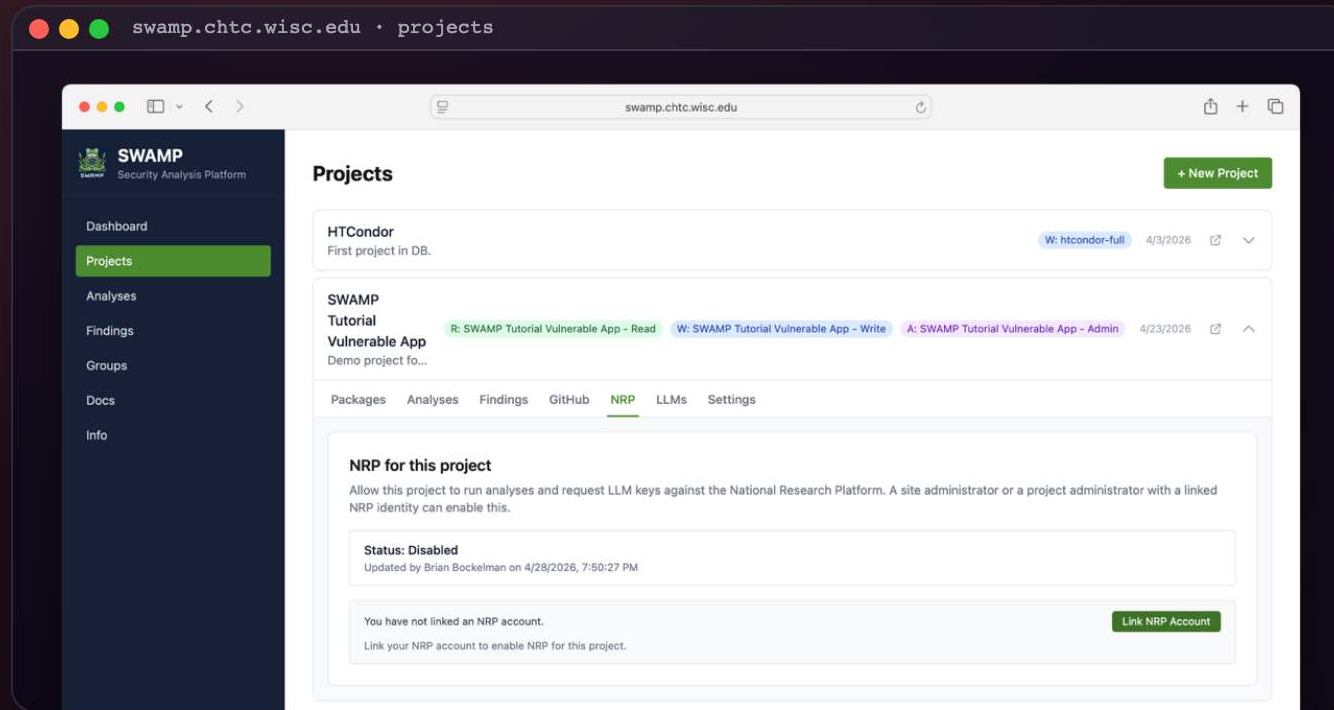 swamp.chtc.wisc.edu · projects
swamp.chtc.wisc.edu
SWAMP
SWAMP
Security Analysis Platform
Dashboard
Projects
Analyses
Findings
Groups
Docs
Info
Projects
+ New Project
HTCondor
First project in DB.
W: htcondor-full
4/3/2026
SWAMP
Tutorial
Vulnerable App
Demo project fo...
R: SWAMP Tutorial Vulnerable App - Read
W: SWAMP Tutorial Vulnerable App - Write
A: SWAMP Tutorial Vulnerable App - Admin
4/23/2026
Packages Analyses Findings GitHub NRP LLMs Settings
NRP for this project
Allow this project to run analyses and request LLM keys against the National Research Platform. A site administrator or a project administrator with a linked
NRP identity can enable this.
Status: Disabled
Updated by Brian Bockelman on 4/28/2026, 7:50:27 PM
You have not linked an NRP account.
Link your NRP account to enable NRP for this project.
Link NRP Account